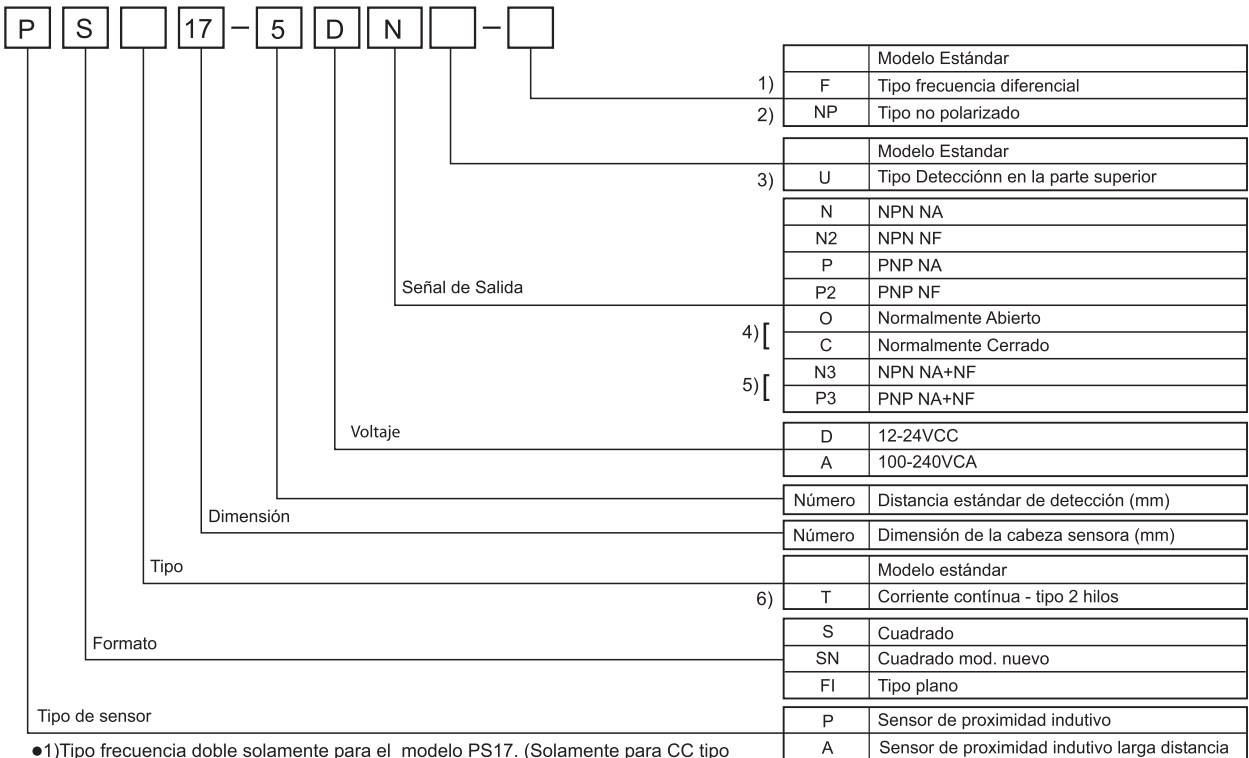 P S 17 - 5 D N -
Modelo Estándar
1) F Tipo frecuencia diferencial
2) NP Tipo no polarizado
Modelo Estandar
3) U Tipo Detecciónn en la parte superior
N NPN NA
N2 NPN NF
P PNP NA
Señal de Salida
P2 PNP NF
4) [ O Normalmente Abierto
C Normalmente Cerrado
5) [ N3 NPN NA+NF
P3 PNP NA+NF
Voltaje
D 12-24VCC
A 100-240VCA
Número Distancia estándar de detección (mm)
Dimensión
Número Dimensión de la cabeza sensora (mm)
Tipo
Modelo estándar
6) T Corriente contínua - tipo 2 hilos
Formato
S Cuadrado
SN Cuadrado mod. nuevo
FI Tipo plano
Tipo de sensor
P Sensor de proximidad indutivo
A Sensor de proximidad indutivo larga distancia
●1)Tipo frecuencia doble solamente para el modelo PS17. (Solamente para CC tipo